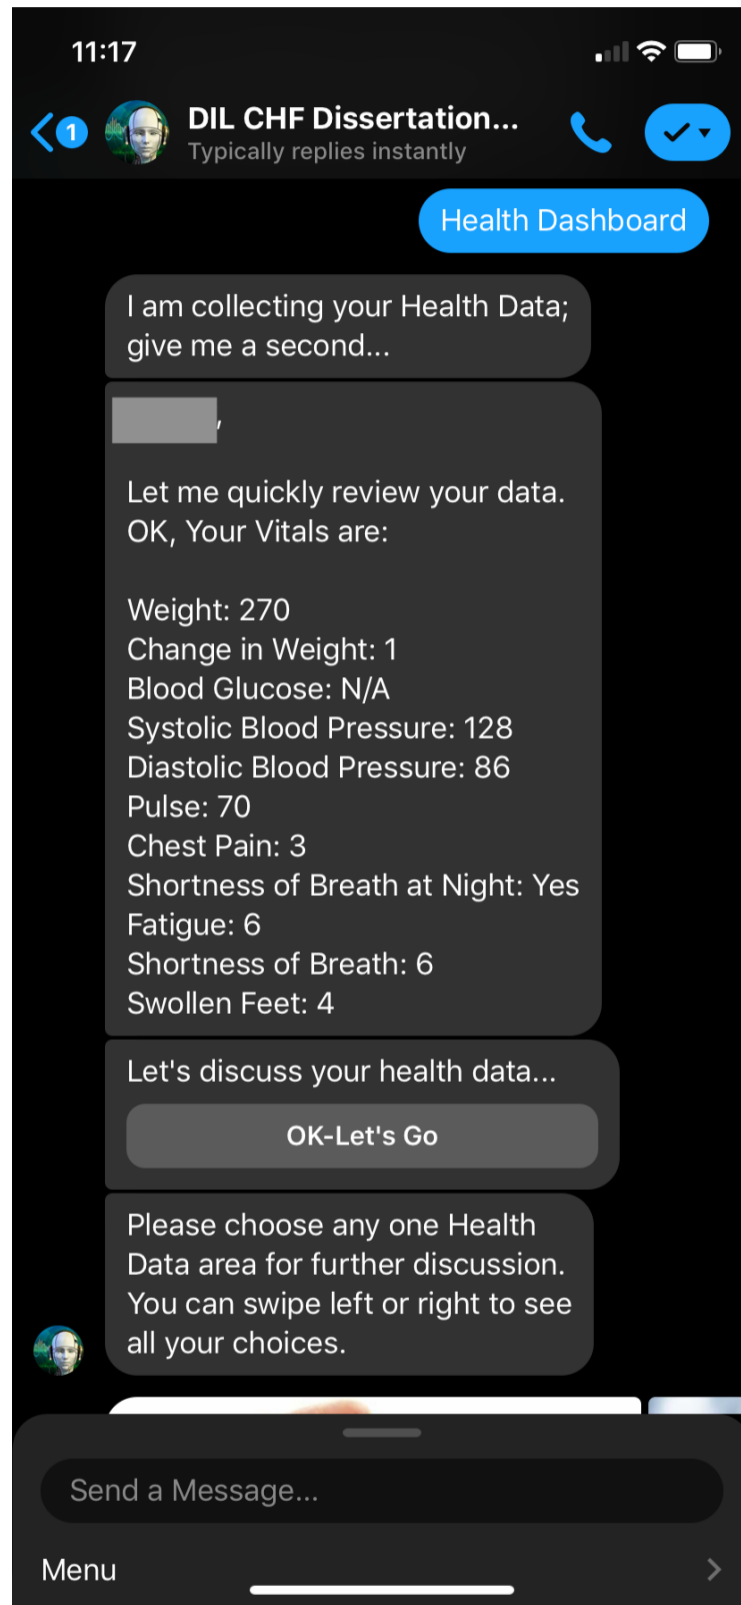 11:17
1
DIL CHF Dissertation...
Typically replies instantly
Health Dashboard
I am collecting your Health Data;
give me a second...
,
Let me quickly review your data.
OK, Your Vitals are:
Weight: 270
Change in Weight: 1
Blood Glucose: N/A
Systolic Blood Pressure: 128
Diastolic Blood Pressure: 86
Pulse: 70
Chest Pain: 3
Shortness of Breath at Night: Yes
Fatigue: 6
Shortness of Breath: 6
Swollen Feet: 4
Let's discuss your health data...
OK-Let's Go
Please choose any one Health
Data area for further discussion.
You can swipe left or right to see
all your choices.
Send a Message...
Menu